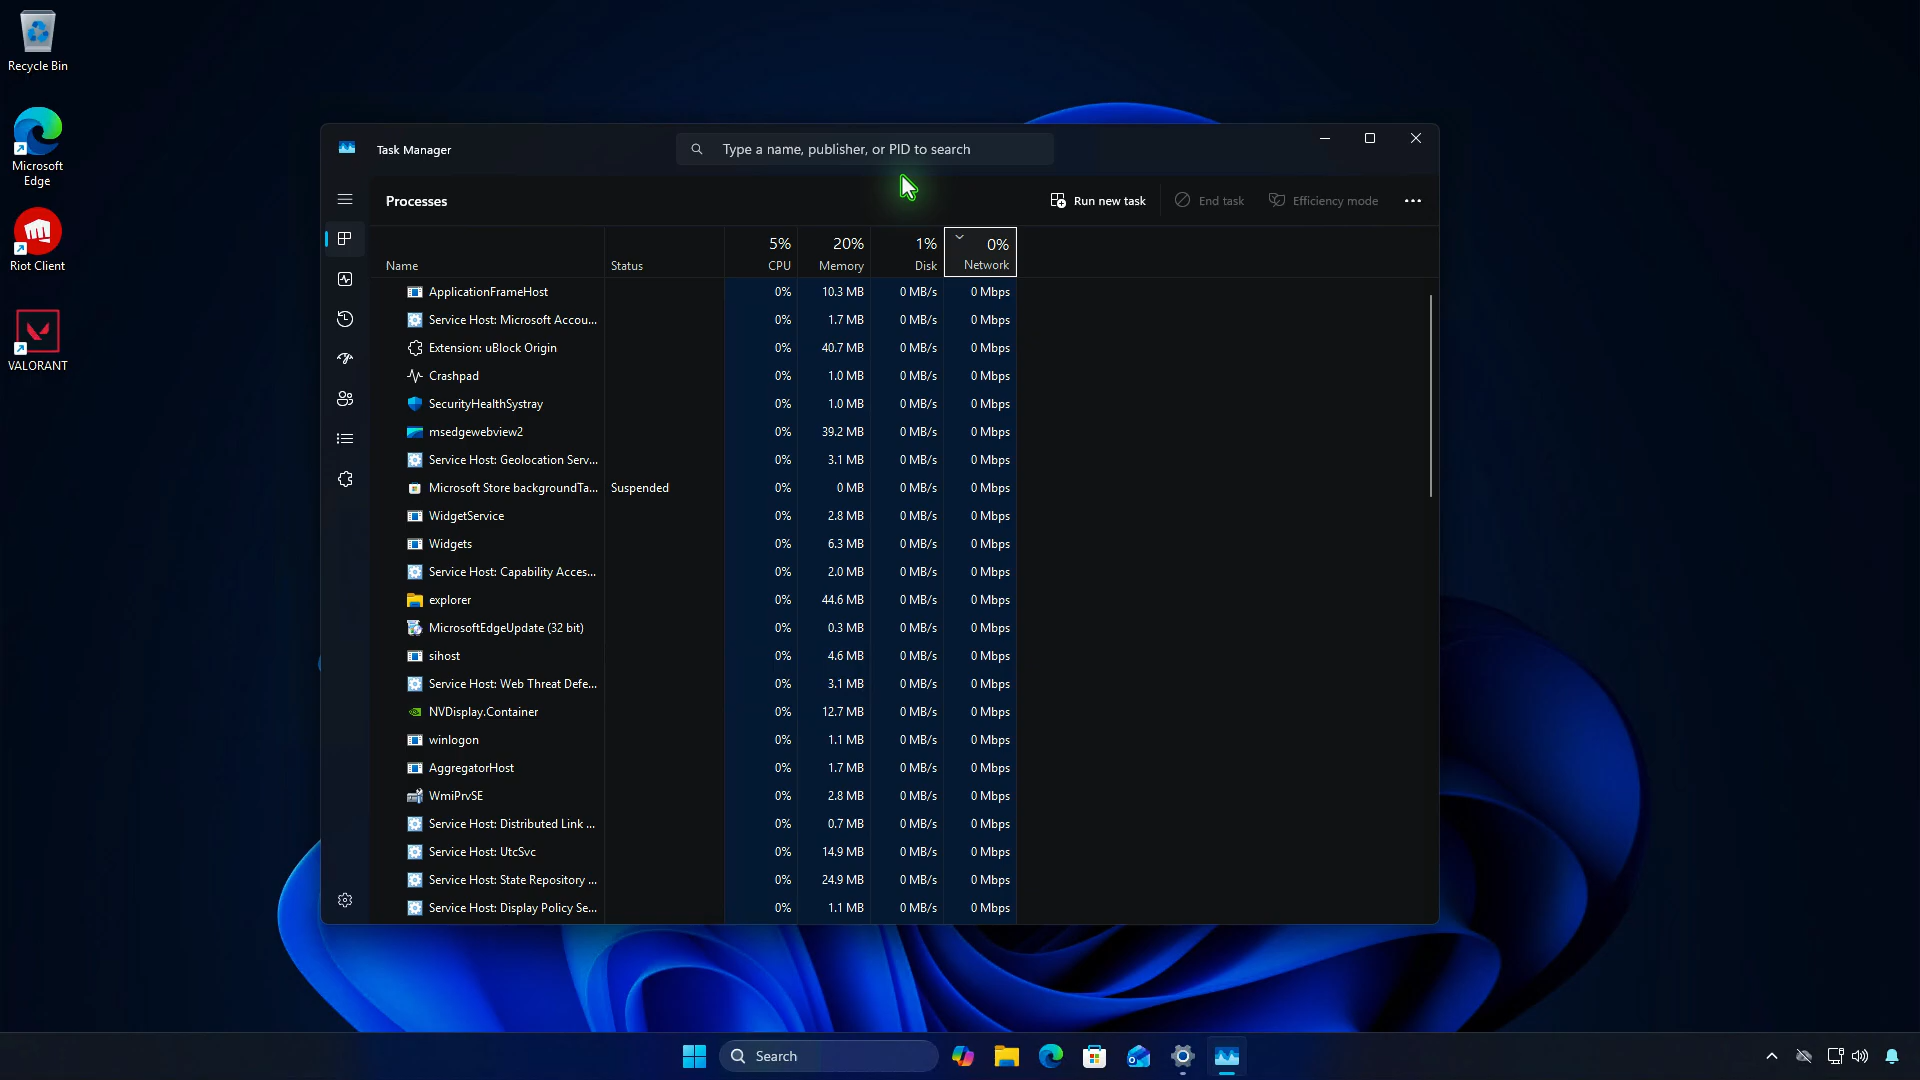 Recycle Bin
Microsoft
Edge
Riot Client
VALORANT
Task Manager
Type a name, publisher, or PID to search
Processes
Run new task
End task
Efficiency mode
5% 20% 1% 0%
Name Status CPU Memory Disk Network
ApplicationFrameHost 0% 10.3 MB 0 MB/s 0 Mbps
Service Host: Microsoft Accou... 0% 1.7 MB 0 MB/s 0 Mbps
Extension: uBlock Origin 0% 40.7 MB 0 MB/s 0 Mbps
Crashpad 0% 1.0 MB 0 MB/s 0 Mbps
SecurityHealthSystray 0% 1.0 MB 0 MB/s 0 Mbps
msedgewebview2 0% 39.2 MB 0 MB/s 0 Mbps
Service Host: Geolocation Serv... 0% 3.1 MB 0 MB/s 0 Mbps
Microsoft Store backgroundTa... Suspended 0% 0 MB 0 MB/s 0 Mbps
WidgetService 0% 2.8 MB 0 MB/s 0 Mbps
Widgets 0% 6.3 MB 0 MB/s 0 Mbps
Service Host: Capability Acces... 0% 2.0 MB 0 MB/s 0 Mbps
explorer 0% 44.6 MB 0 MB/s 0 Mbps
MicrosoftEdgeUpdate (32 bit) 0% 0.3 MB 0 MB/s 0 Mbps
sihost 0% 4.6 MB 0 MB/s 0 Mbps
Service Host: Web Threat Defe... 0% 3.1 MB 0 MB/s 0 Mbps
NVDisplay.Container 0% 12.7 MB 0 MB/s 0 Mbps
winlogon 0% 1.1 MB 0 MB/s 0 Mbps
AggregatorHost 0% 1.7 MB 0 MB/s 0 Mbps
WmiPrvSE 0% 2.8 MB 0 MB/s 0 Mbps
Service Host: Distributed Link ... 0% 0.7 MB 0 MB/s 0 Mbps
Service Host: UtcSvc 0% 14.9 MB 0 MB/s 0 Mbps
Service Host: State Repository ... 0% 24.9 MB 0 MB/s 0 Mbps
Service Host: Display Policy Se... 0% 1.1 MB 0 MB/s 0 Mbps
Search